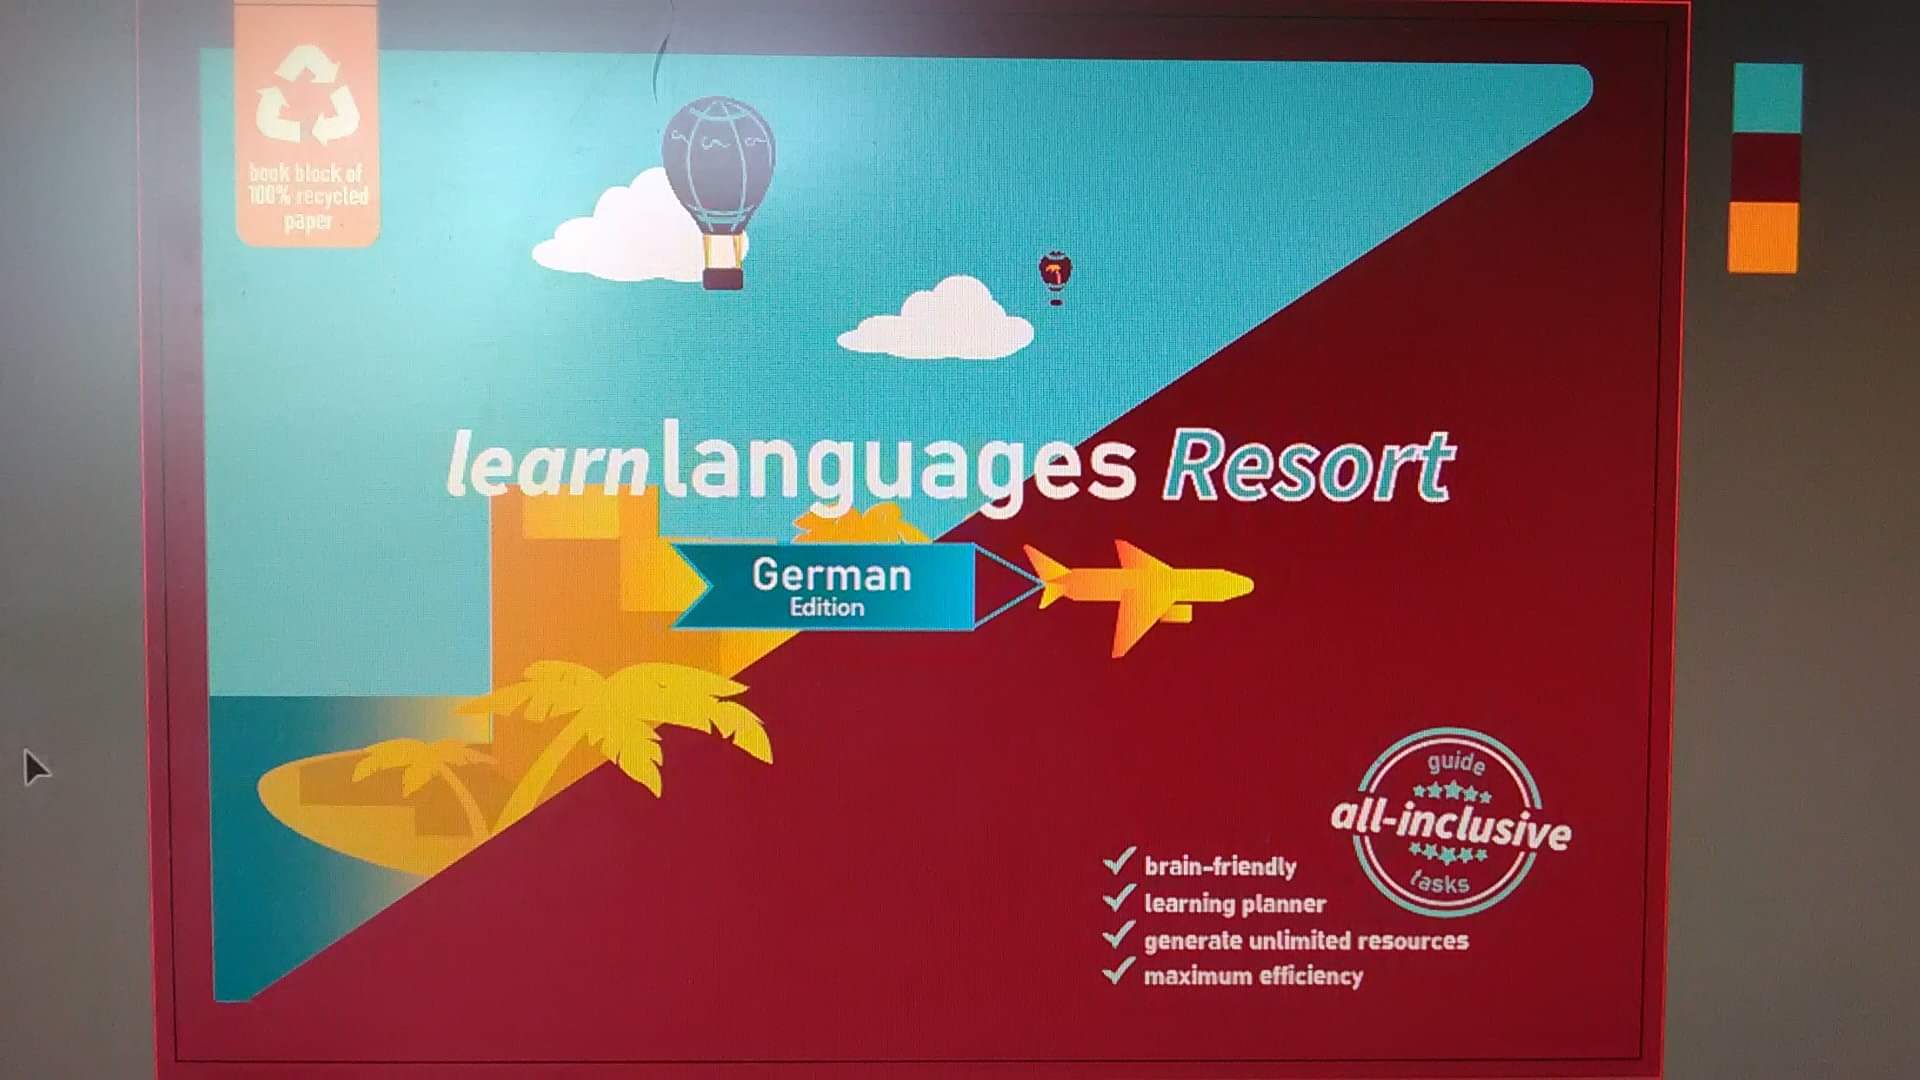 book block of
100% recycled
paper
learnlanguages Resort
German
Edition
guide
all-inclusive
tasks
brain-friendly
learning planner
generate unlimited resources
maximum efficiency